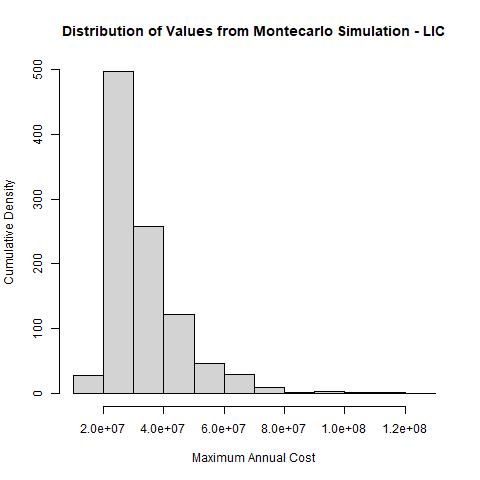 Distribution of Values from Montecarlo Simulation - LIC
Cumulative Density
500
400
300
200
100
0
2.0e+07 4.0e+07 6.0e+07 8.0e+07 1.0e+08 1.2e+08
Maximum Annual Cost